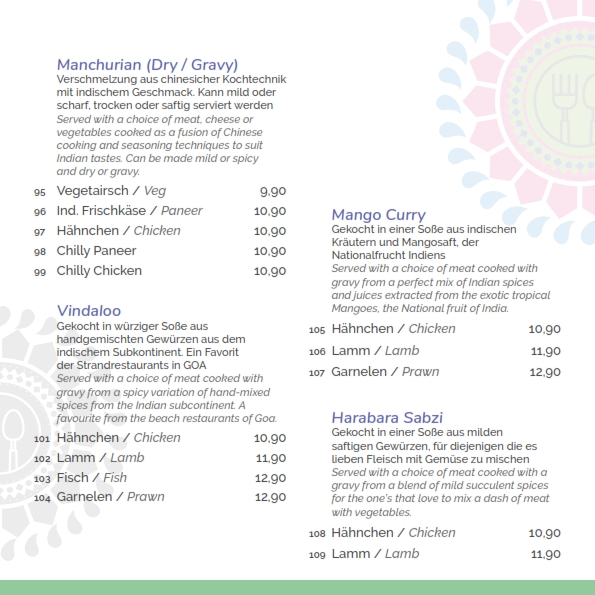 Manchurian (Dry / Gravy)
Verschmelzung aus chinesicher Kochtechnik
mit indischem Geschmack. Kann mild oder
scharf, trocken oder saftig serviert werden
Served with a choice of meat, cheese or
vegetables cooked as a fusion of Chinese
cooking and seasoning techniques to suit
Indian tastes. Can be made mild or spicy
and dry or gravy.
95 Vegetairsch / Veg 9,90
96 Ind. Frischkäse / Paneer 10,90
97 Hähnchen / Chicken 10,90
98 Chilly Paneer 10,90
99 Chilly Chicken 10,90
Vindaloo
Gekocht in würziger Soße aus
handgemischten Gewürzen aus dem
indischem Subkontinent. Ein Favorit
der Strandrestaurants in GOA
Served with a choice of meat cooked with
gravy from a spicy variation of hand-mixed
spices from the Indian subcontinent. A
favourite from the beach restaurants of Goa.
101 Hähnchen / Chicken 10,90
102 Lamm / Lamb 11,90
103 Fisch / Fish 12,90
104 Garnelen / Prawn 12,90
Mango Curry
Gekocht in einer Soße aus indischen
Kräutern und Mangosaft, der
Nationalfrucht Indiens
Served with a choice of meat cooked with
gravy from a perfect mix of Indian spices
and juices extracted from the exotic tropical
Mangoes, the National fruit of India.
105 Hähnchen / Chicken 10,90
106 Lamm / Lamb 11,90
107 Garnelen / Prawn 12,90
Harabara Sabzi
Gekocht in einer Soße aus milden
saftigen Gewürzen, für diejenigen die es
lieben Fleisch mit Gemüse zu mischen
Served with a choice of meat cooked with a
gravy from a blend of mild succulent spices
for the one's that love to mix a dash of meat
with vegetables.
108 Hähnchen / Chicken 10,90
109 Lamm / Lamb 11,90